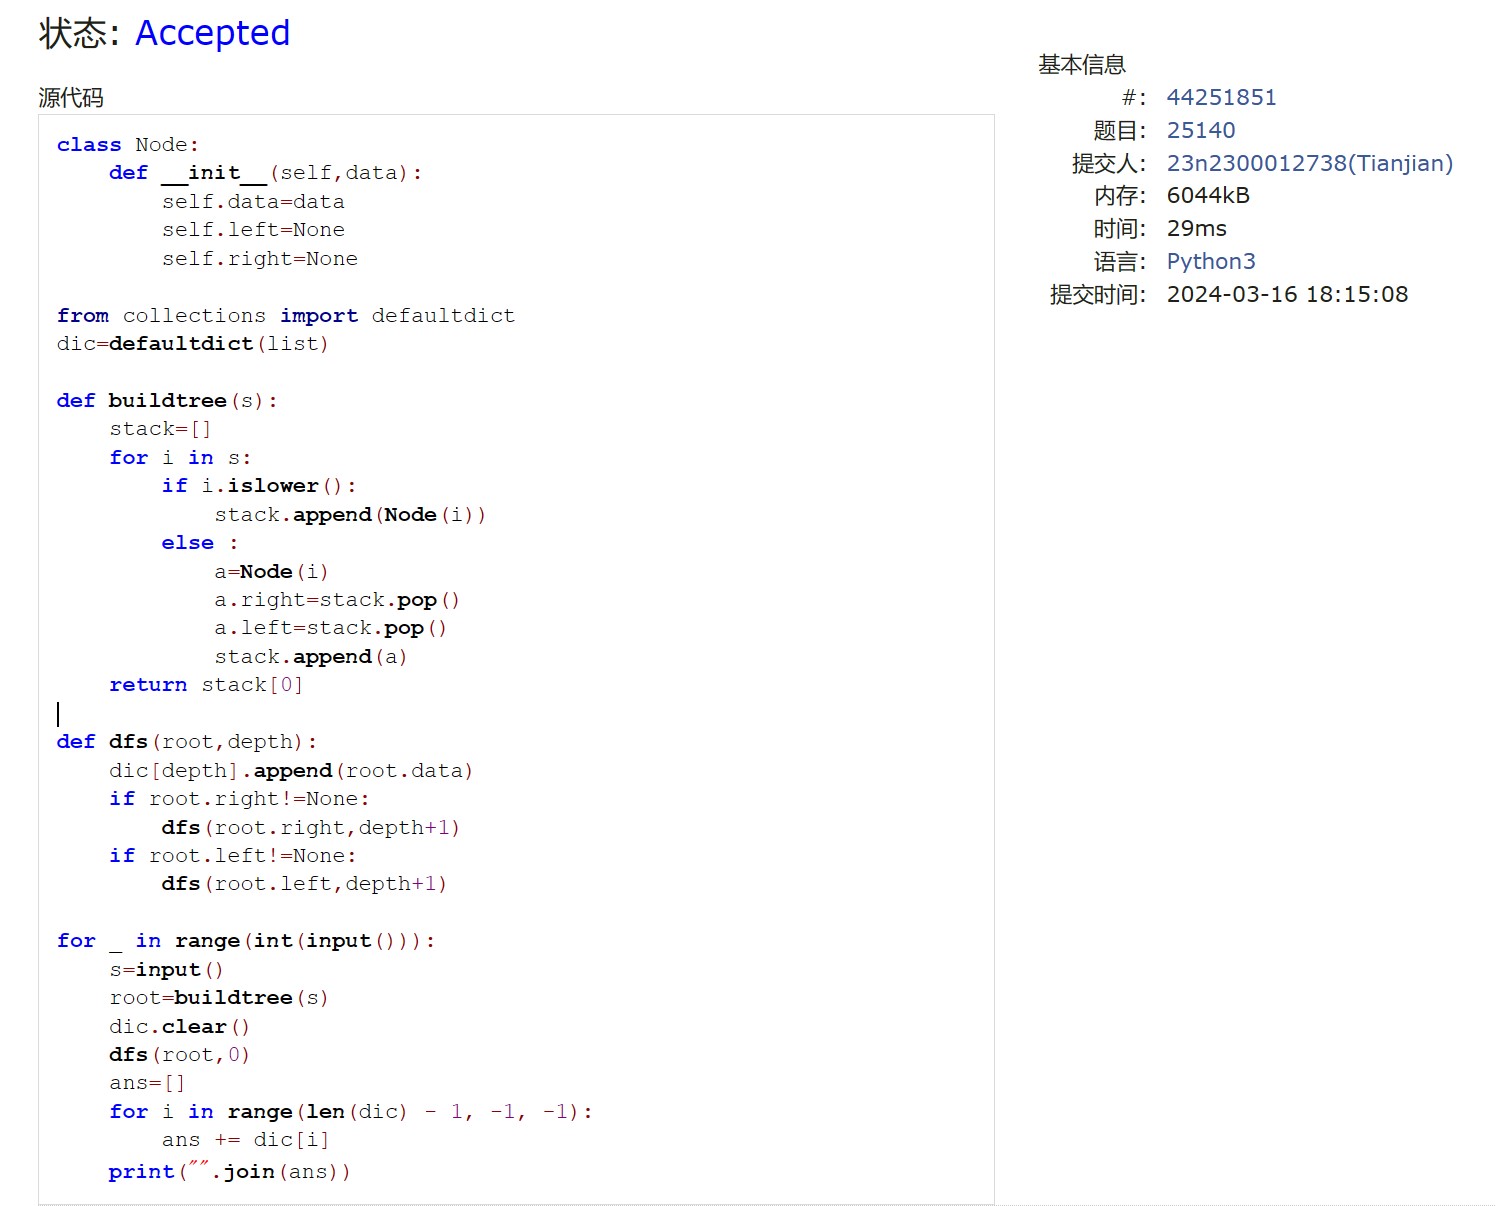 状态: Accepted
源代码
class Node:
    def __init__(self,data):
        self.data=data
        self.left=None
        self.right=None

from collections import defaultdict
dic=defaultdict(list)

def buildtree(s):
    stack=[]
    for i in s:
        if i.islower():
            stack.append(Node(i))
        else :
            a=Node(i)
            a.right=stack.pop()
            a.left=stack.pop()
            stack.append(a)
    return stack[0]

def dfs(root,depth):
    dic[depth].append(root.data)
    if root.right!=None:
        dfs(root.right,depth+1)
    if root.left!=None:
        dfs(root.left,depth+1)

for _ in range(int(input())):
    s=input()
    root=buildtree(s)
    dic.clear()
    dfs(root,0)
    ans=[]
    for i in range(len(dic) - 1, -1, -1):
        ans += dic[i]
    print("".join(ans))
基本信息
#: 44251851
题目: 25140
提交人: 23n2300012738(Tianjian)
内存: 6044kB
时间: 29ms
语言: Python3
提交时间: 2024-03-16 18:15:08